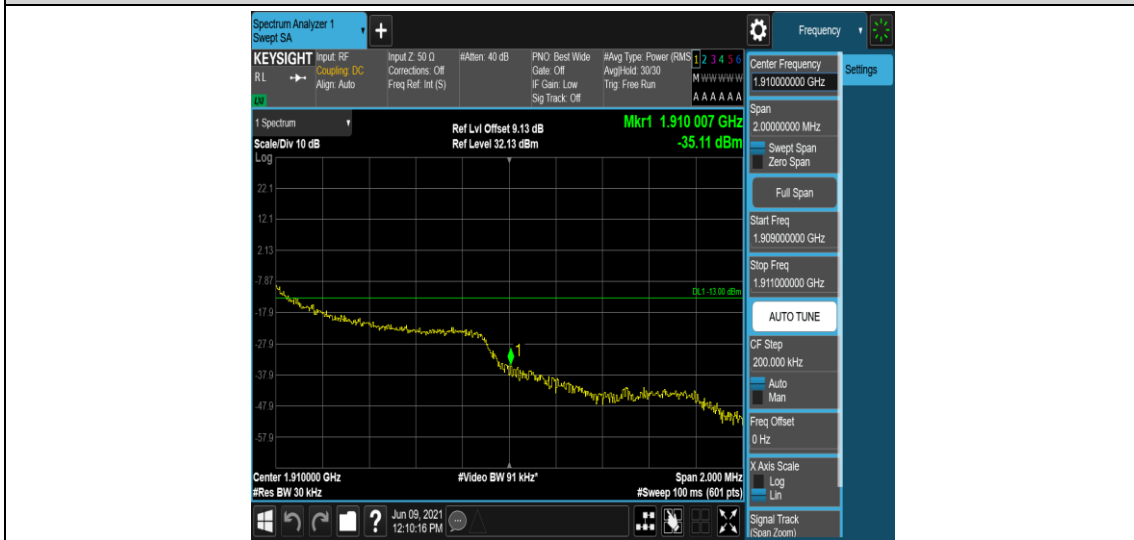 Spectrum Analyzer 1
Swept SA
+
Frequency
KEYSIGHT
RL
LXI
Input: RF
Coupling: DC
Align: Auto
Input Z: 50 Ω
Corrections: Off
Freq Ref: Int (S)
#Atten: 40 dB
PNO: Best Wide
Gate: Off
IF Gain: Low
Sig Track: Off
#Avg Type: Power (RMS
Avg|Hold: 30/30
Trig: Free Run
1 2 3 4 5 6
M W W W W W
A A A A A A
1 Spectrum
Scale/Div 10 dB
Log
Ref Lvl Offset 9.13 dB
Ref Level 32.13 dBm
Mkr1 1.910 007 GHz
-35.11 dBm
22.1
12.1
2.13
-7.87
DL1 -13.00 dBm
-17.9
-27.9
1
-37.9
-47.9
-57.9
Center 1.910000 GHz
#Video BW 91 kHz*
Span 2.000 MHz
#Res BW 30 kHz
#Sweep 100 ms (601 pts)
?
Jun 09, 2021
12:10:16 PM
Center Frequency
1.910000000 GHz
Settings
Span
2.00000000 MHz
Swept Span
Zero Span
Full Span
Start Freq
1.909000000 GHz
Stop Freq
1.911000000 GHz
AUTO TUNE
CF Step
200.000 kHz
Auto
Man
Freq Offset
0 Hz
X Axis Scale
Log
Lin
Signal Track
(Span Zoom)